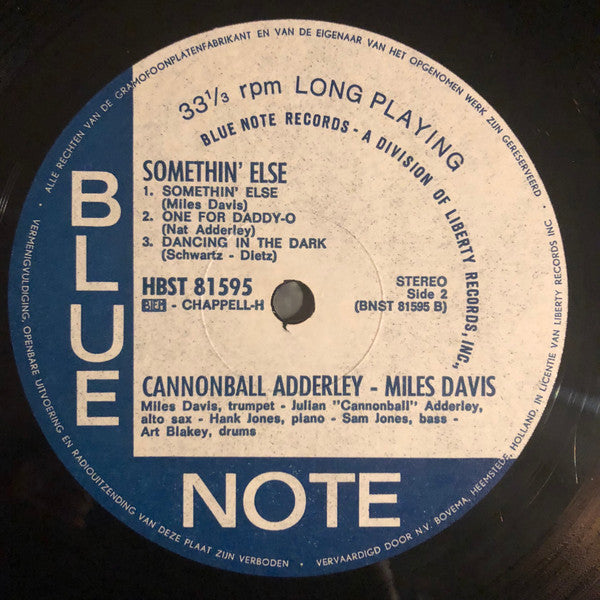 ALLE RECHTEN VAN DE GRAMOFOONPLATENFABRIKANT EN VAN DE EIGENAAR VAN HET OPGENOMEN WERK ZIJN GERESERVEERD
33⅓ rpm LONG PLAYING
BLUE NOTE RECORDS - A DIVISION OF LIBERTY RECORDS, INC.,
SOMETHIN' ELSE
1. SOMETHIN' ELSE
(Miles Davis)
2. ONE FOR DADDY-O
(Nat Adderley)
3. DANCING IN THE DARK
(Schwartz - Dietz)
HBST 81595
BIEM - CHAPPELL-H
STEREO
Side 2
(BNST 81595 B)
CANNONBALL ADDERLEY - MILES DAVIS
Miles Davis, trumpet - Julian "Cannonball" Adderley,
alto sax - Hank Jones, piano - Sam Jones, bass -
Art Blakey, drums
BLUE
NOTE
VERMENIGVULDIGING, OPENBARE UITVOERING EN RADIOUITZENDING VAN DEZE PLAAT ZIJN VERBODEN
VERVAARDIGD DOOR N.V. BOVEMA, HEEMSTEDE, HOLLAND, IN LICENTIE VAN LIBERTY RECORDS INC